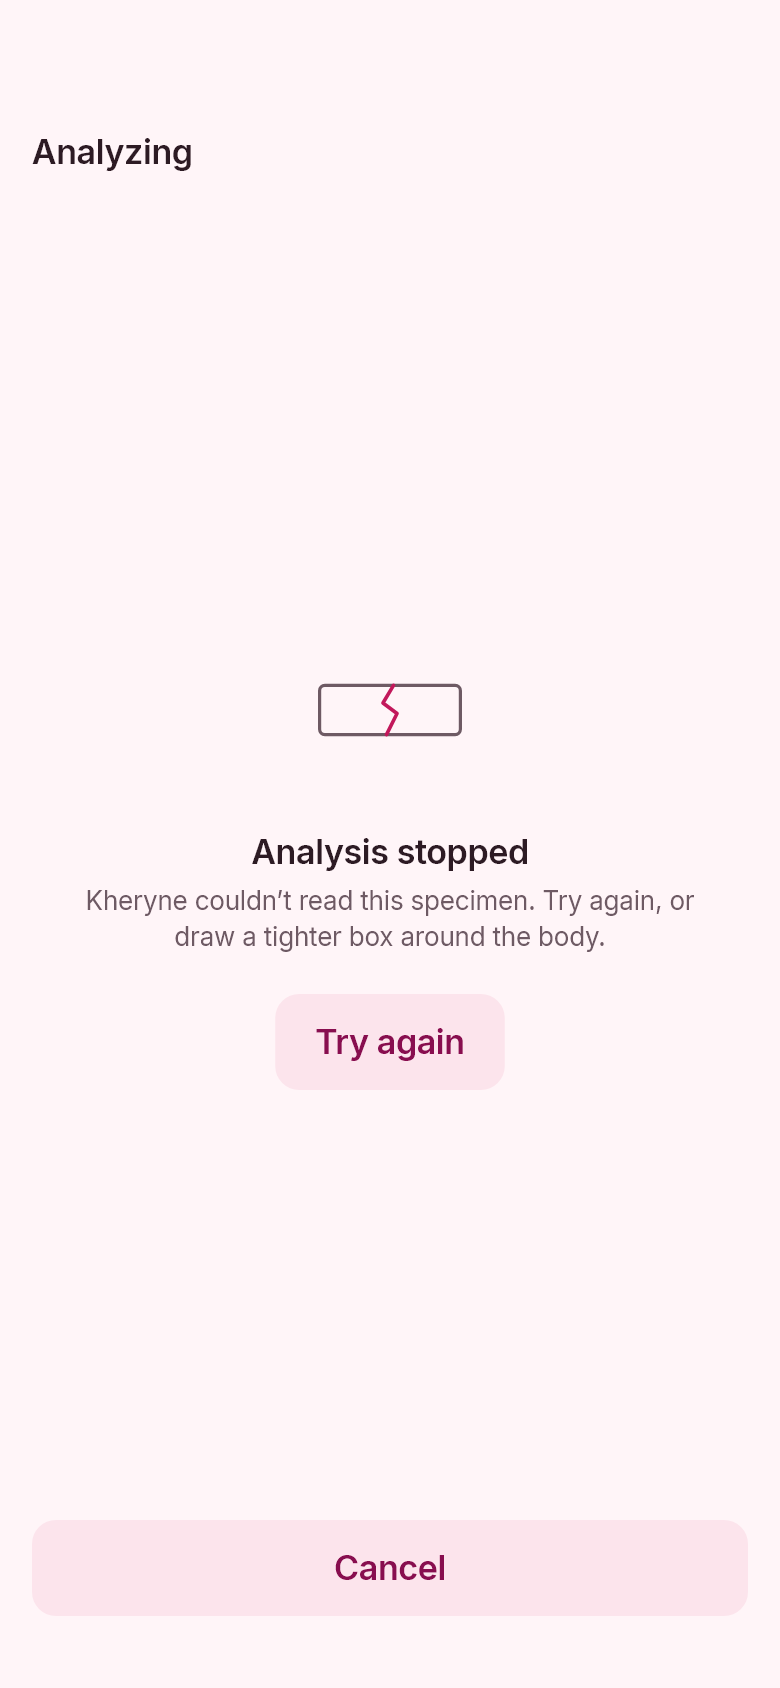 Analyzing
Analysis stopped
Kheryne couldn’t read this specimen. Try again, or
draw a tighter box around the body.
Try again
Cancel